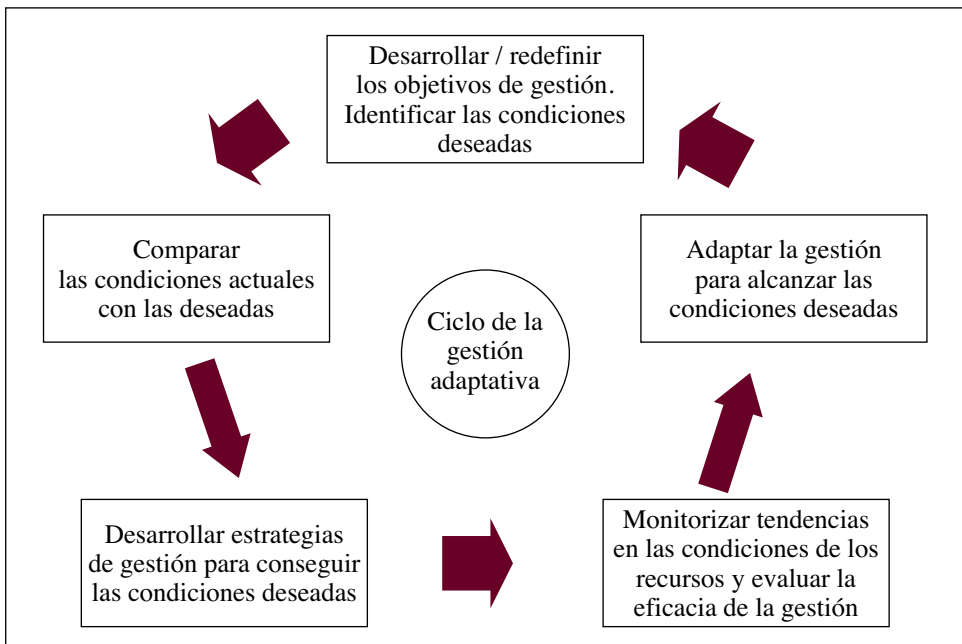 Desarrollar / redefinir
los objetivos de gestión.
Identificar las condiciones
deseadas
Comparar
las condiciones actuales
con las deseadas
Adaptar la gestión
para alcanzar las
condiciones deseadas
Ciclo de la
gestión
adaptativa
Desarrollar estrategias
de gestión para conseguir
las condiciones deseadas
Monitorizar tendencias
en las condiciones de los
recursos y evaluar la
eficacia de la gestión